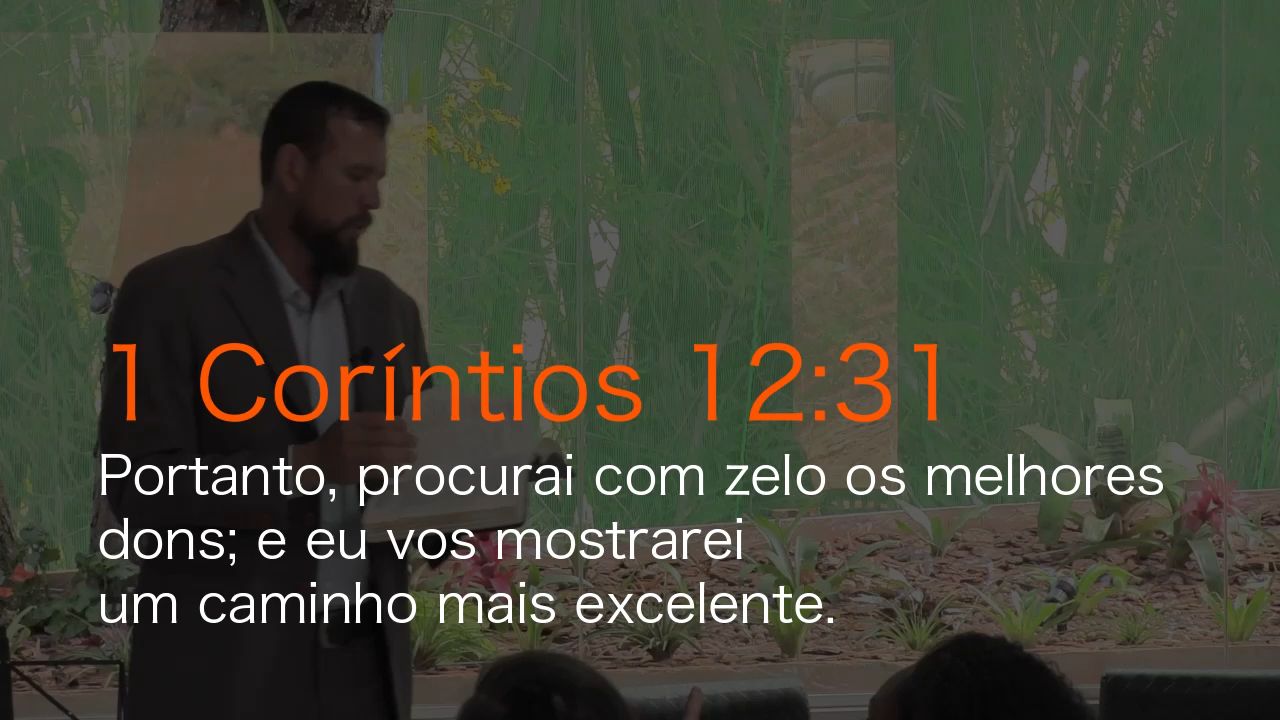 1 Coríntios 12:31
Portanto, procurai com zelo os melhores
dons; e eu vos mostrarei
um caminho mais excelente.